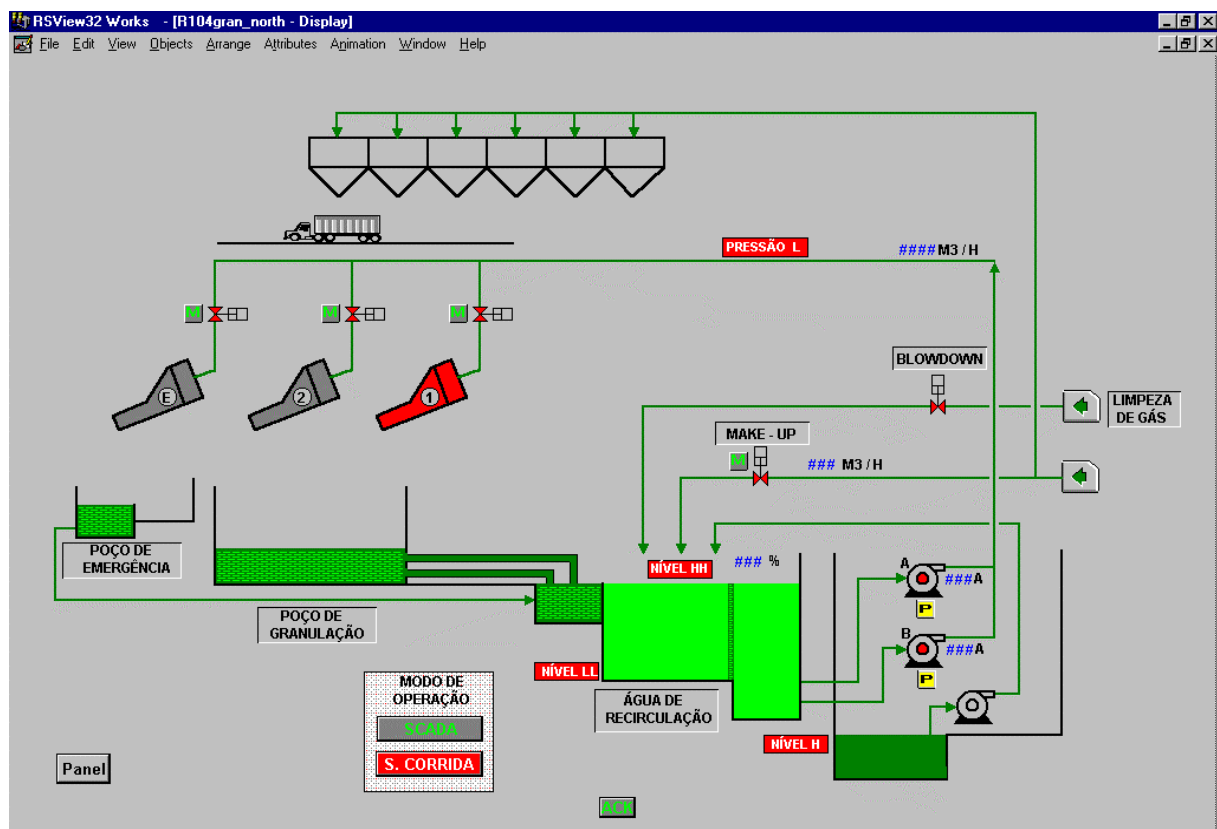 RSView32 Works - [R104gran_north - Display]
File Edit View Objects Arrange Attributes Animation Window Help
PRESSÃO L
####M3 / H
M
M
M
E
2
1
BLOWDOWN
LIMPEZA
DE GÁS
MAKE - UP
M
### M3 / H
POÇO DE
EMERGÊNCIA
NÍVEL HH
### %
A
###A
P
POÇO DE
GRANULAÇÃO
B
###A
P
NÍVEL LL
MODO DE
OPERAÇÃO
SCADA
S. CORRIDA
ÁGUA DE
RECIRCULAÇÃO
NÍVEL H
Panel
ACK